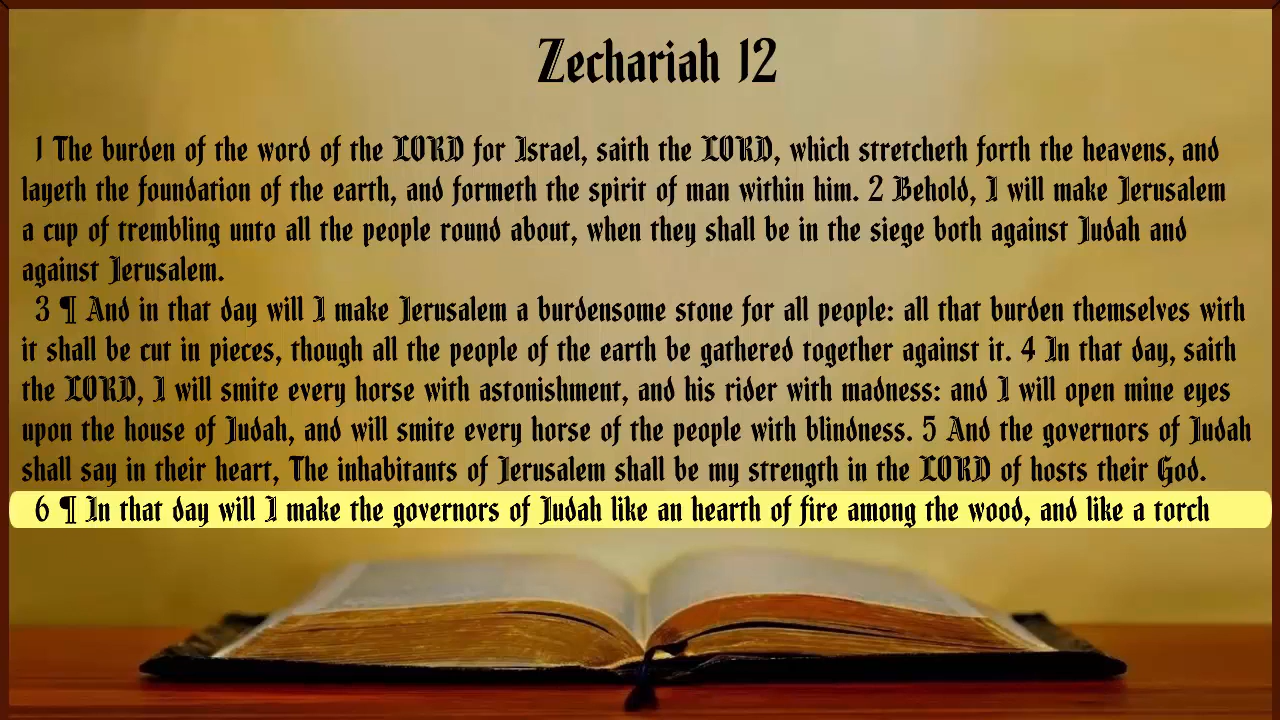 Zechariah 12
1 The burden of the word of the LORD for Israel, saith the LORD, which stretcheth forth the heavens, and
layeth the foundation of the earth, and formeth the spirit of man within him. 2 Behold, I will make Jerusalem
a cup of trembling unto all the people round about, when they shall be in the siege both against Judah and
against Jerusalem.
3 ¶ And in that day will I make Jerusalem a burdensome stone for all people: all that burden themselves with
it shall be cut in pieces, though all the people of the earth be gathered together against it. 4 In that day, saith
the LORD, I will smite every horse with astonishment, and his rider with madness: and I will open mine eyes
upon the house of Judah, and will smite every horse of the people with blindness. 5 And the governors of Judah
shall say in their heart, The inhabitants of Jerusalem shall be my strength in the LORD of hosts their God.
6 ¶ In that day will I make the governors of Judah like an hearth of fire among the wood, and like a torch